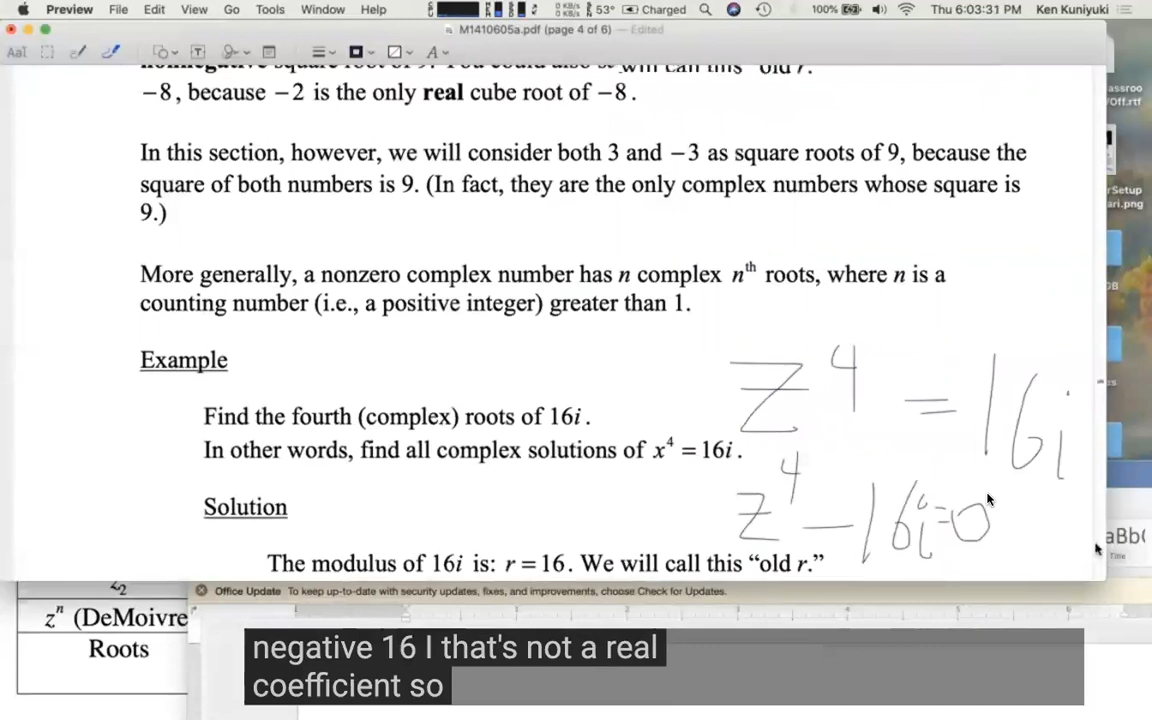 Preview File Edit View Go Tools Window Help 53° Charged 100% Thu 6:03:31 PM Ken Kuniyuki
M1410605a.pdf (page 4 of 6) — Edited
will call this "old r."
−8, because −2 is the only real cube root of −8.
In this section, however, we will consider both 3 and −3 as square roots of 9, because the
square of both numbers is 9. (In fact, they are the only complex numbers whose square is
9.)
More generally, a nonzero complex number has n complex nth roots, where n is a
counting number (i.e., a positive integer) greater than 1.
Example
z⁴ = 16i
Find the fourth (complex) roots of 16i.
In other words, find all complex solutions of x⁴ = 16i.
z⁴ − 16i = 0
Solution
The modulus of 16i is: r = 16. We will call this "old r."
Office Update To keep up-to-date with security updates, fixes, and improvements, choose Check for Updates.
zⁿ (DeMoivre
Roots
negative 16 I that's not a real
coefficient so